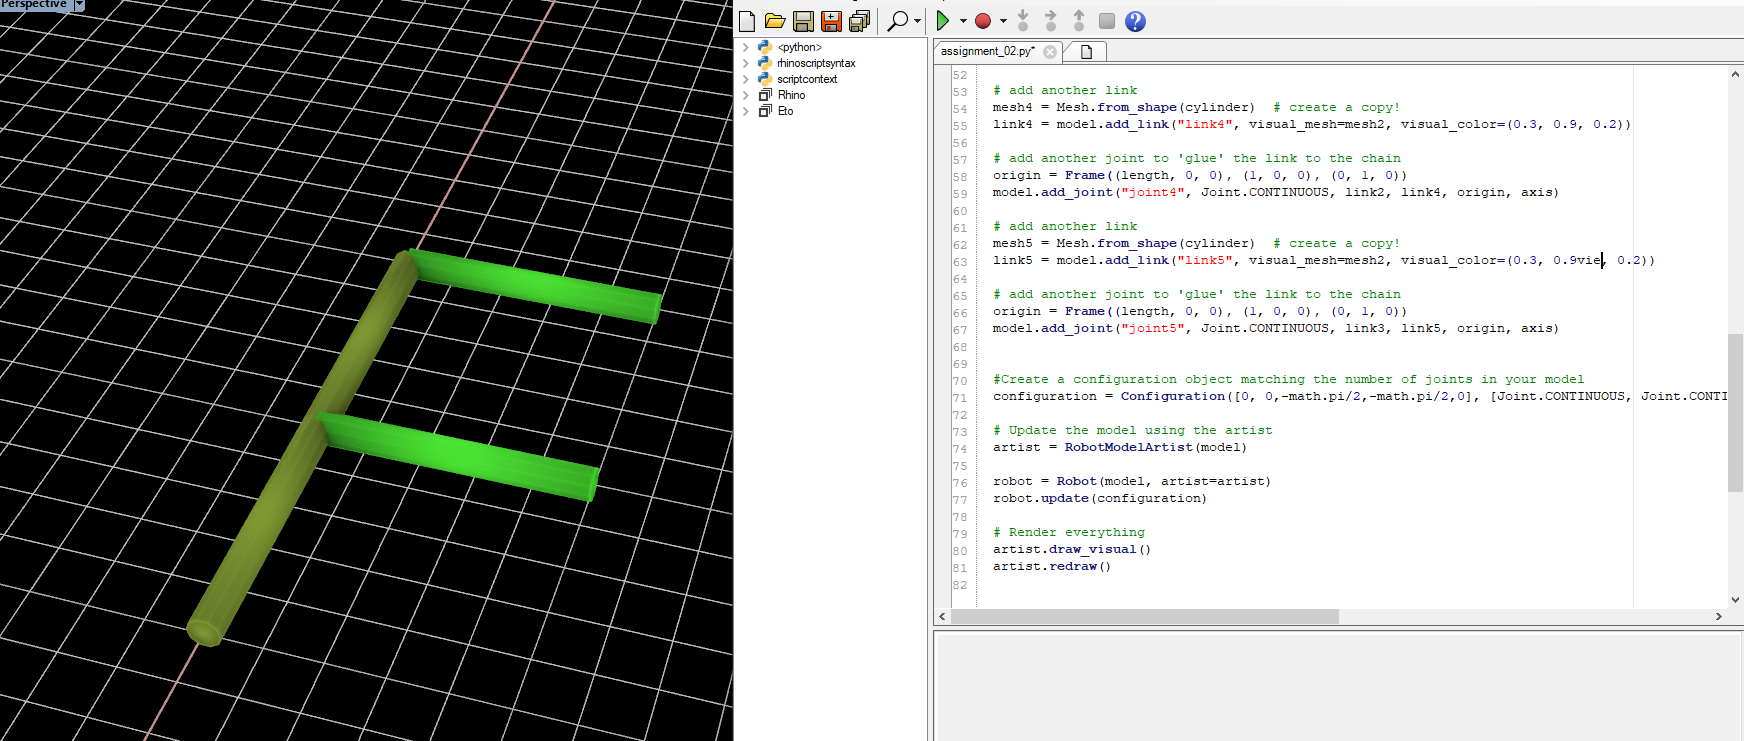 Perspective
<python>
rhinoscriptsyntax
scriptcontext
Rhino
Eto
assignment_02.py*
52
53 # add another link
54 mesh4 = Mesh.from_shape(cylinder)  # create a copy!
55 link4 = model.add_link("link4", visual_mesh=mesh2, visual_color=(0.3, 0.9, 0.2))
56
57 # add another joint to 'glue' the link to the chain
58 origin = Frame((length, 0, 0), (1, 0, 0), (0, 1, 0))
59 model.add_joint("joint4", Joint.CONTINUOUS, link2, link4, origin, axis)
60
61 # add another link
62 mesh5 = Mesh.from_shape(cylinder)  # create a copy!
63 link5 = model.add_link("link5", visual_mesh=mesh2, visual_color=(0.3, 0.9vie, 0.2))
64
65 # add another joint to 'glue' the link to the chain
66 origin = Frame((length, 0, 0), (1, 0, 0), (0, 1, 0))
67 model.add_joint("joint5", Joint.CONTINUOUS, link3, link5, origin, axis)
68
69
70 #Create a configuration object matching the number of joints in your model
71 configuration = Configuration([0, 0,-math.pi/2,-math.pi/2,0], [Joint.CONTINUOUS, Joint.CONTI
72
73 # Update the model using the artist
74 artist = RobotModelArtist(model)
75
76 robot = Robot(model, artist=artist)
77 robot.update(configuration)
78
79 # Render everything
80 artist.draw_visual()
81 artist.redraw()
82